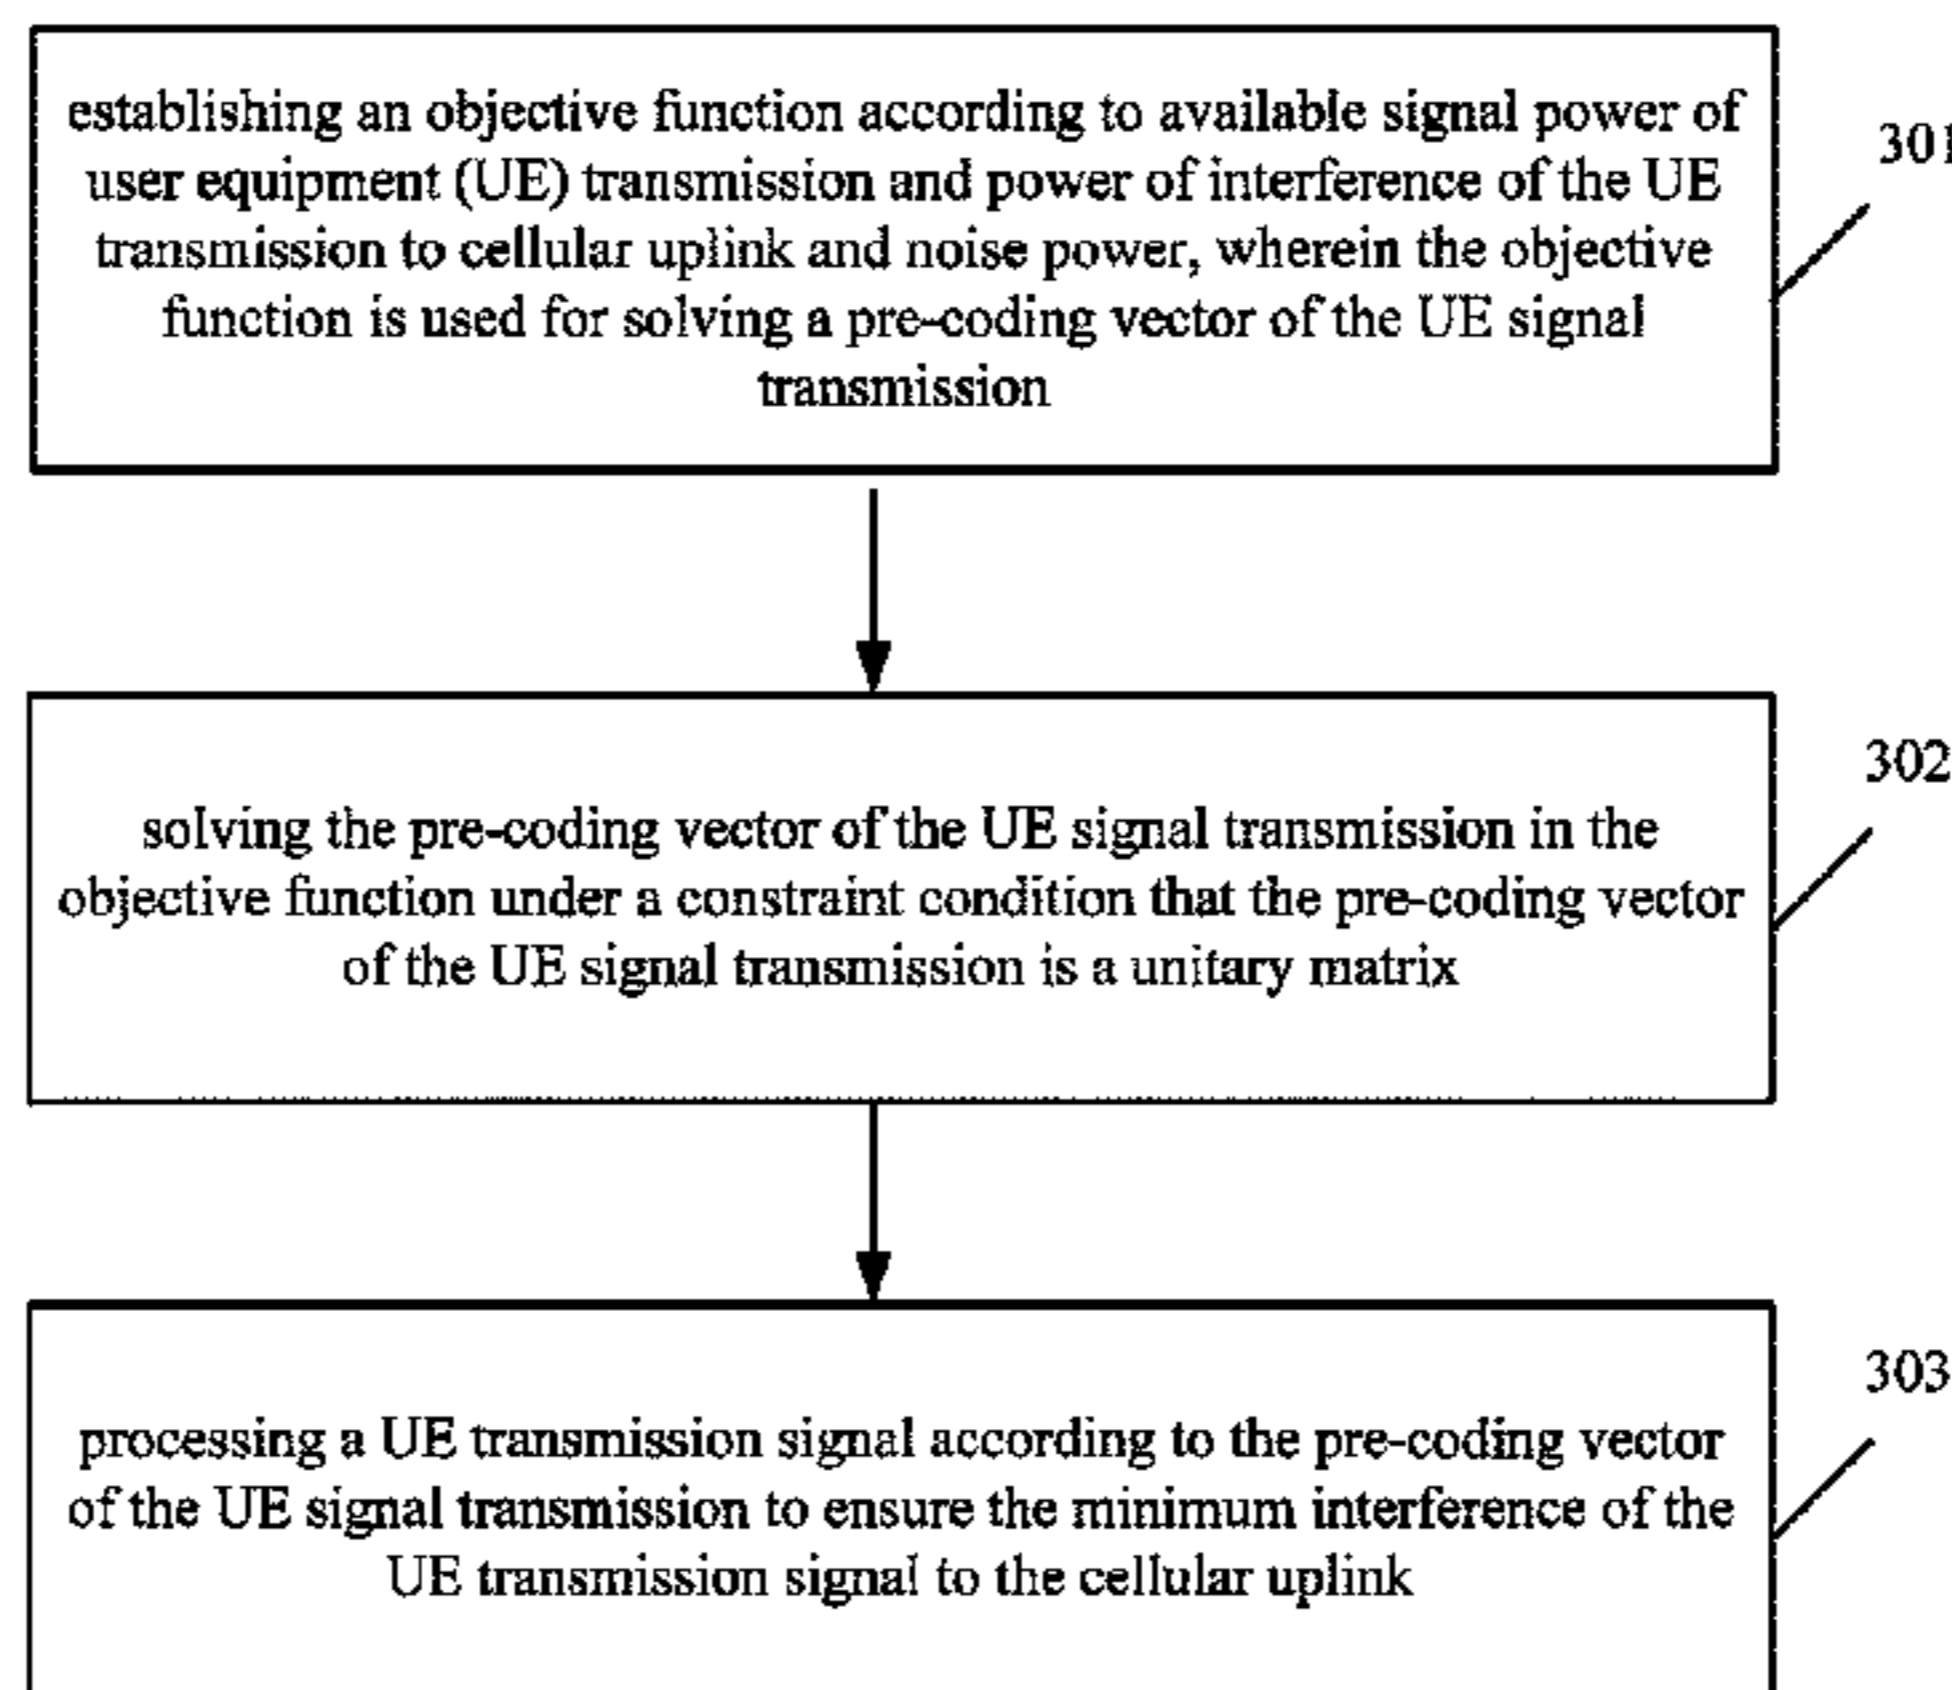 establishing an objective function according to available signal power of
user equipment (UE) transmission and power of interference of the UE
transmission to cellular uplink and noise power, wherein the objective
function is used for solving a pre-coding vector of the UE signal
transmission
301
solving the pre-coding vector of the UE signal transmission in the
objective function under a constraint condition that the pre-coding vector
of the UE signal transmission is a unitary matrix
302
processing a UE transmission signal according to the pre-coding vector
of the UE signal transmission to ensure the minimum interference of the
UE transmission signal to the cellular uplink
303